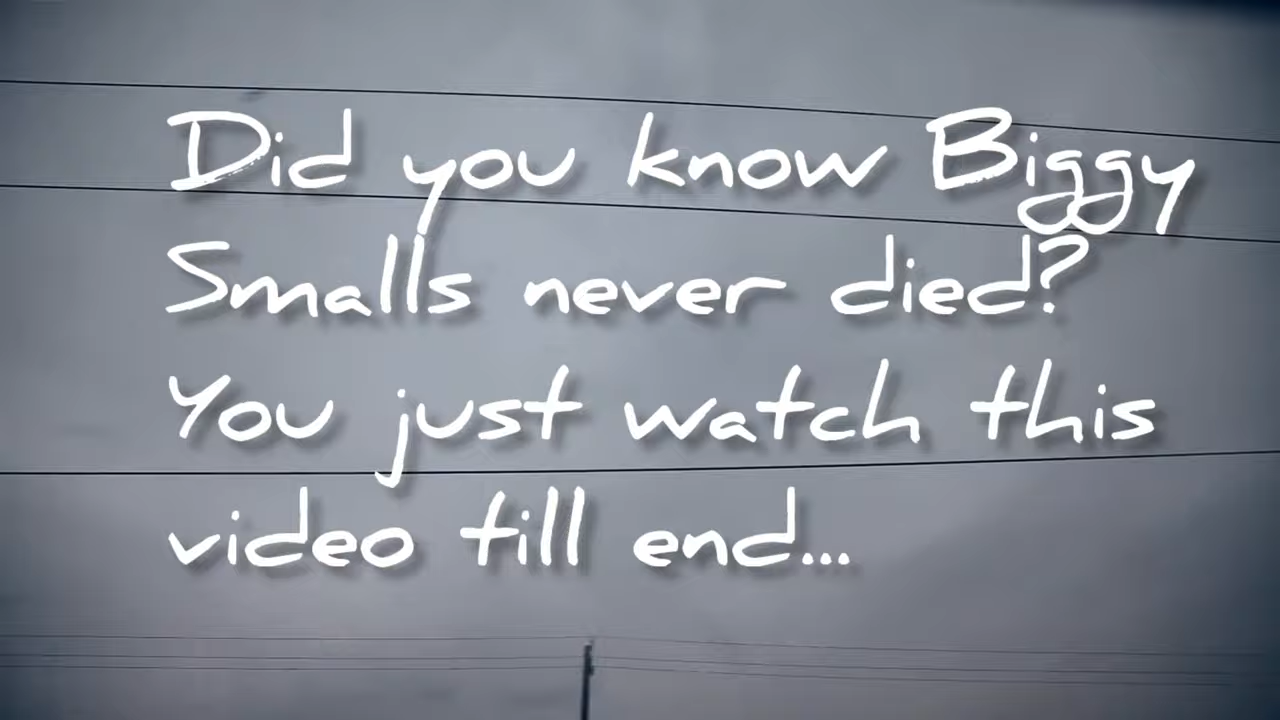 Did you know Biggy
Smalls never died?
You just watch this
video till end...